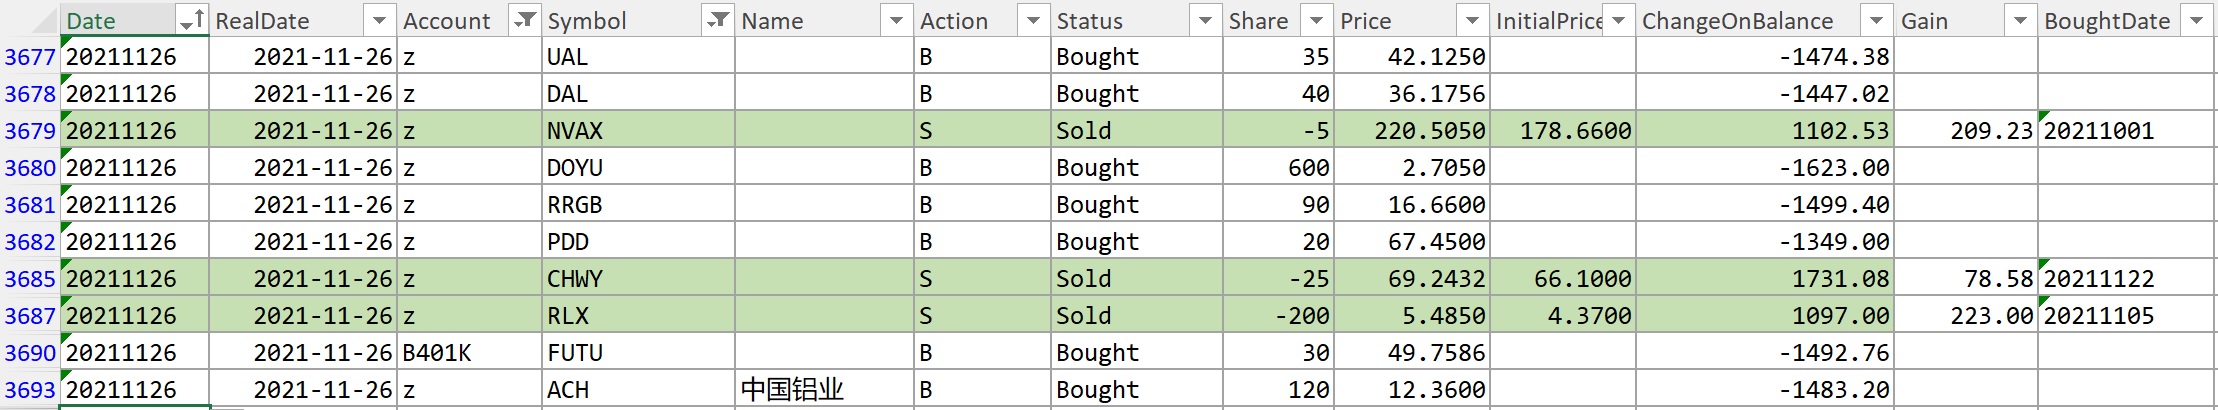 Date RealDate Account Symbol Name Action Status Share Price InitialPrice ChangeOnBalance Gain BoughtDate
3677 20211126 2021-11-26 z UAL B Bought 35 42.1250 -1474.38
3678 20211126 2021-11-26 z DAL B Bought 40 36.1756 -1447.02
3679 20211126 2021-11-26 z NVAX S Sold -5 220.5050 178.6600 1102.53 209.23 20211001
3680 20211126 2021-11-26 z DOYU B Bought 600 2.7050 -1623.00
3681 20211126 2021-11-26 z RRGB B Bought 90 16.6600 -1499.40
3682 20211126 2021-11-26 z PDD B Bought 20 67.4500 -1349.00
3685 20211126 2021-11-26 z CHWY S Sold -25 69.2432 66.1000 1731.08 78.58 20211122
3687 20211126 2021-11-26 z RLX S Sold -200 5.4850 4.3700 1097.00 223.00 20211105
3690 20211126 2021-11-26 B401K FUTU B Bought 30 49.7586 -1492.76
3693 20211126 2021-11-26 z ACH 中国铝业 B Bought 120 12.3600 -1483.20